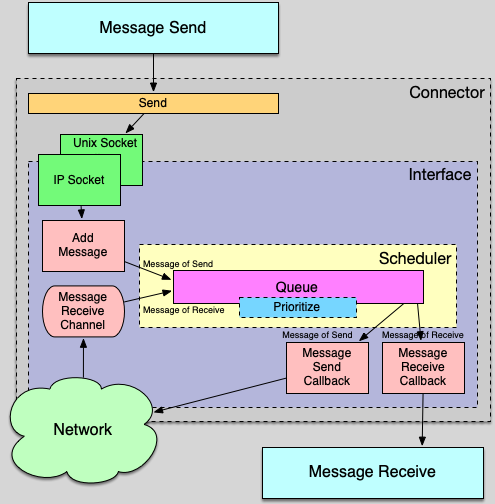 Message Send
Connector
Send
Unix Socket
IP Socket
Interface
Add
Message
Message of Send
Scheduler
Queue
Message
Receive
Channel
Message of Receive
Prioritize
Message of Send
Message of Receive
Message
Send
Callback
Message
Receive
Callback
Network
Message Receive